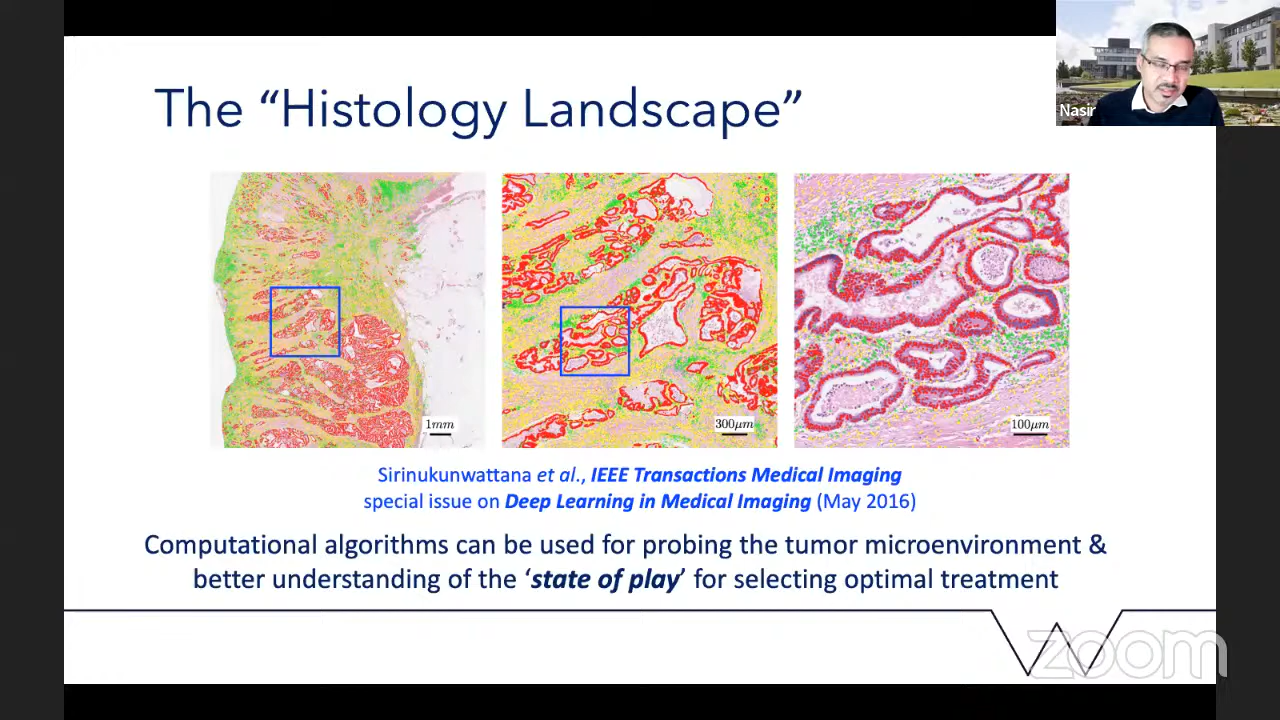 Nasir
The “Histology Landscape”
1mm
300μm
100μm
Sirinukunwattana et al., IEEE Transactions Medical Imaging
special issue on Deep Learning in Medical Imaging (May 2016)
Computational algorithms can be used for probing the tumor microenvironment &
better understanding of the ‘state of play’ for selecting optimal treatment
zoom